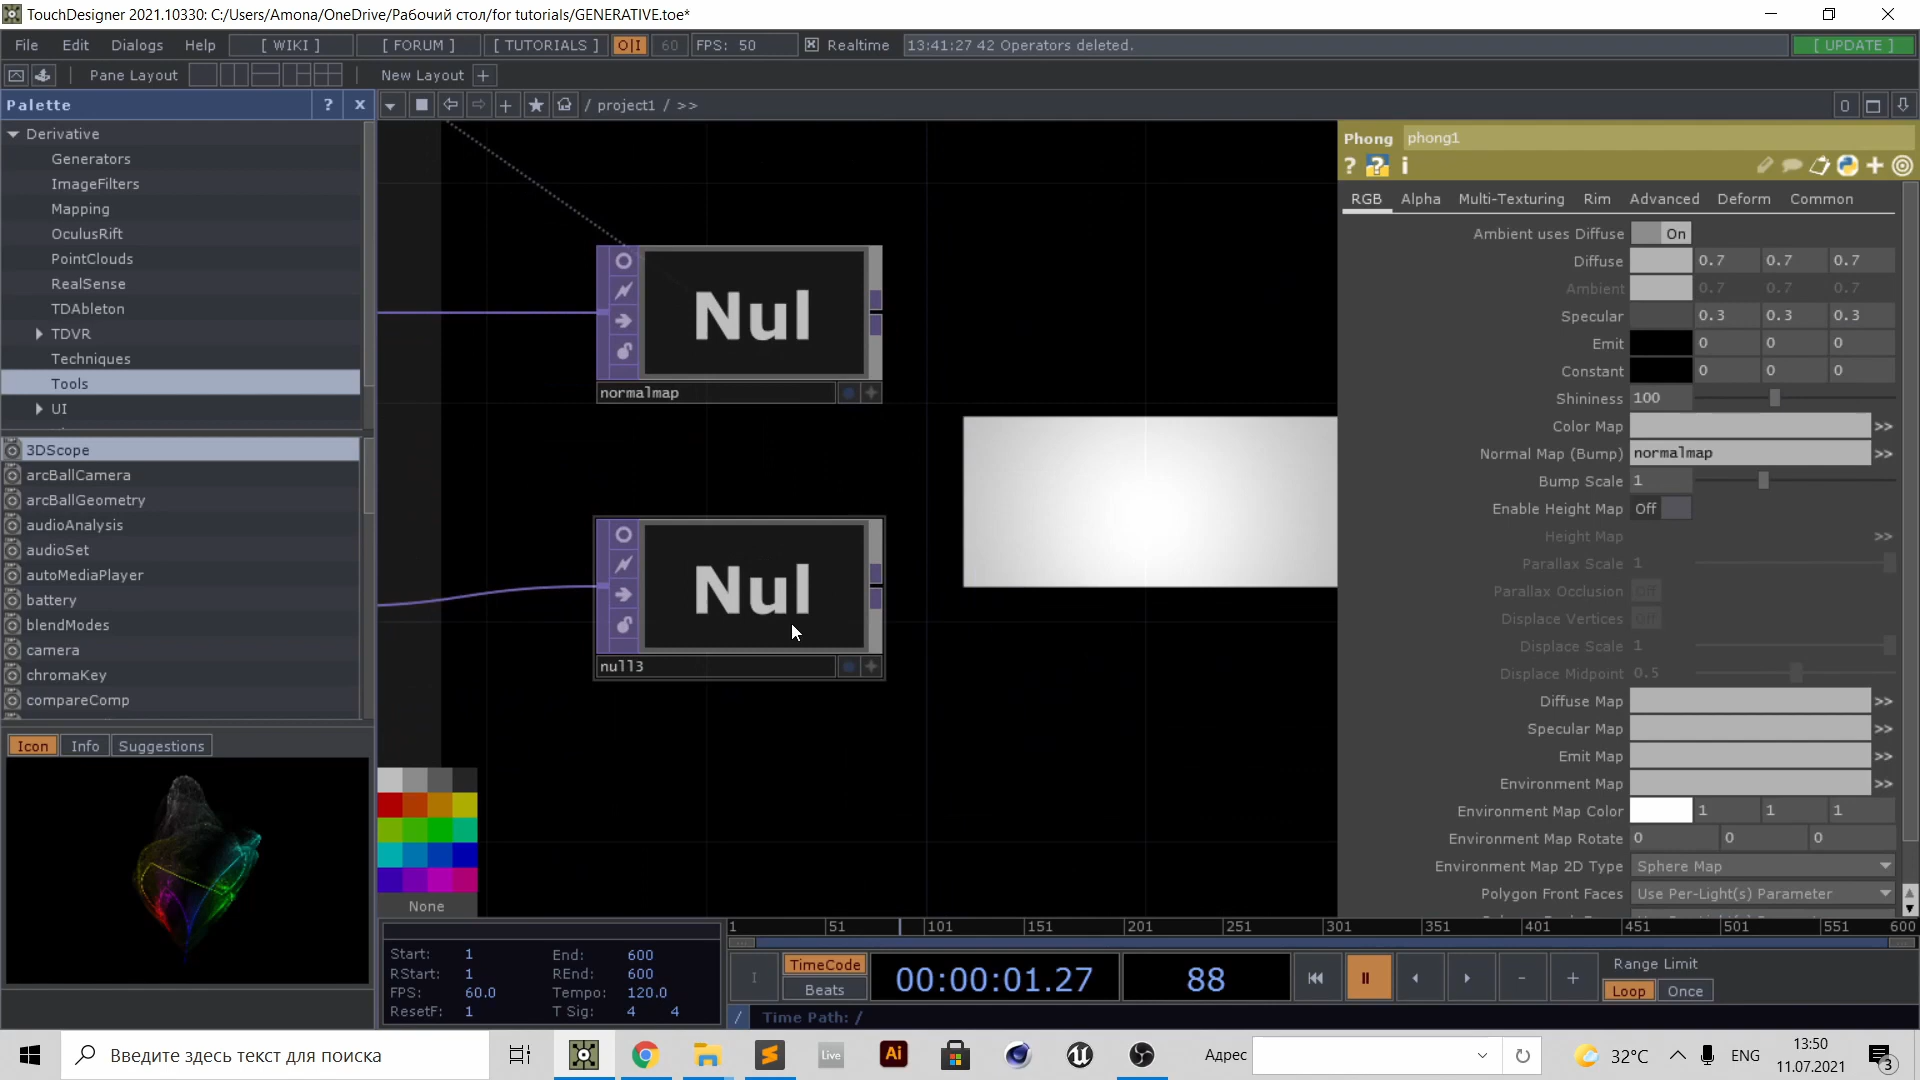 TouchDesigner 2021.10330: C:/Users/Amona/OneDrive/Рабочий стол/for tutorials/GENERATIVE.toe*
File Edit Dialogs Help [ WIKI ] [ FORUM ] [ TUTORIALS ] O|I 60 FPS: 50 Realtime 13:41:27 42 Operators deleted. [ UPDATE ]
Pane Layout New Layout +
Palette ? x / project1 / >> 0
Derivative
Generators
ImageFilters
Mapping
OculusRift
PointClouds
RealSense
TDAbleton
TDVR
Techniques
Tools
UI
3DScope
arcBallCamera
arcBallGeometry
audioAnalysis
audioSet
autoMediaPlayer
battery
blendModes
camera
chromaKey
compareComp
Icon Info Suggestions
Nul
normalmap
Nul
null3
None
Phong phong1
? ? i
RGB Alpha Multi-Texturing Rim Advanced Deform Common
Ambient uses Diffuse On
Diffuse 0.7 0.7 0.7
Ambient 0.7 0.7 0.7
Specular 0.3 0.3 0.3
Emit 0 0 0
Constant 0 0 0
Shininess 100
Color Map >>
Normal Map (Bump) normalmap >>
Bump Scale 1
Enable Height Map Off
Height Map >>
Parallax Scale 1
Parallax Occlusion Off
Displace Vertices Off
Displace Scale 1
Displace Midpoint 0.5
Diffuse Map >>
Specular Map >>
Emit Map >>
Environment Map >>
Environment Map Color 1 1 1
Environment Map Rotate 0 0 0
Environment Map 2D Type Sphere Map
Polygon Front Faces Use Per-Light(s) Parameter
1 51 101 151 201 251 301 351 401 451 501 551 600
Start: 1 End: 600
RStart: 1 REnd: 600
FPS: 60.0 Tempo: 120.0
ResetF: 1 T Sig: 4 4
TimeCode
Beats
00:00:01.27 88
Range Limit
Loop Once
/ Time Path: /
Введите здесь текст для поиска
Live Ai
Адрес
32°C ENG
13:50
11.07.2021
3